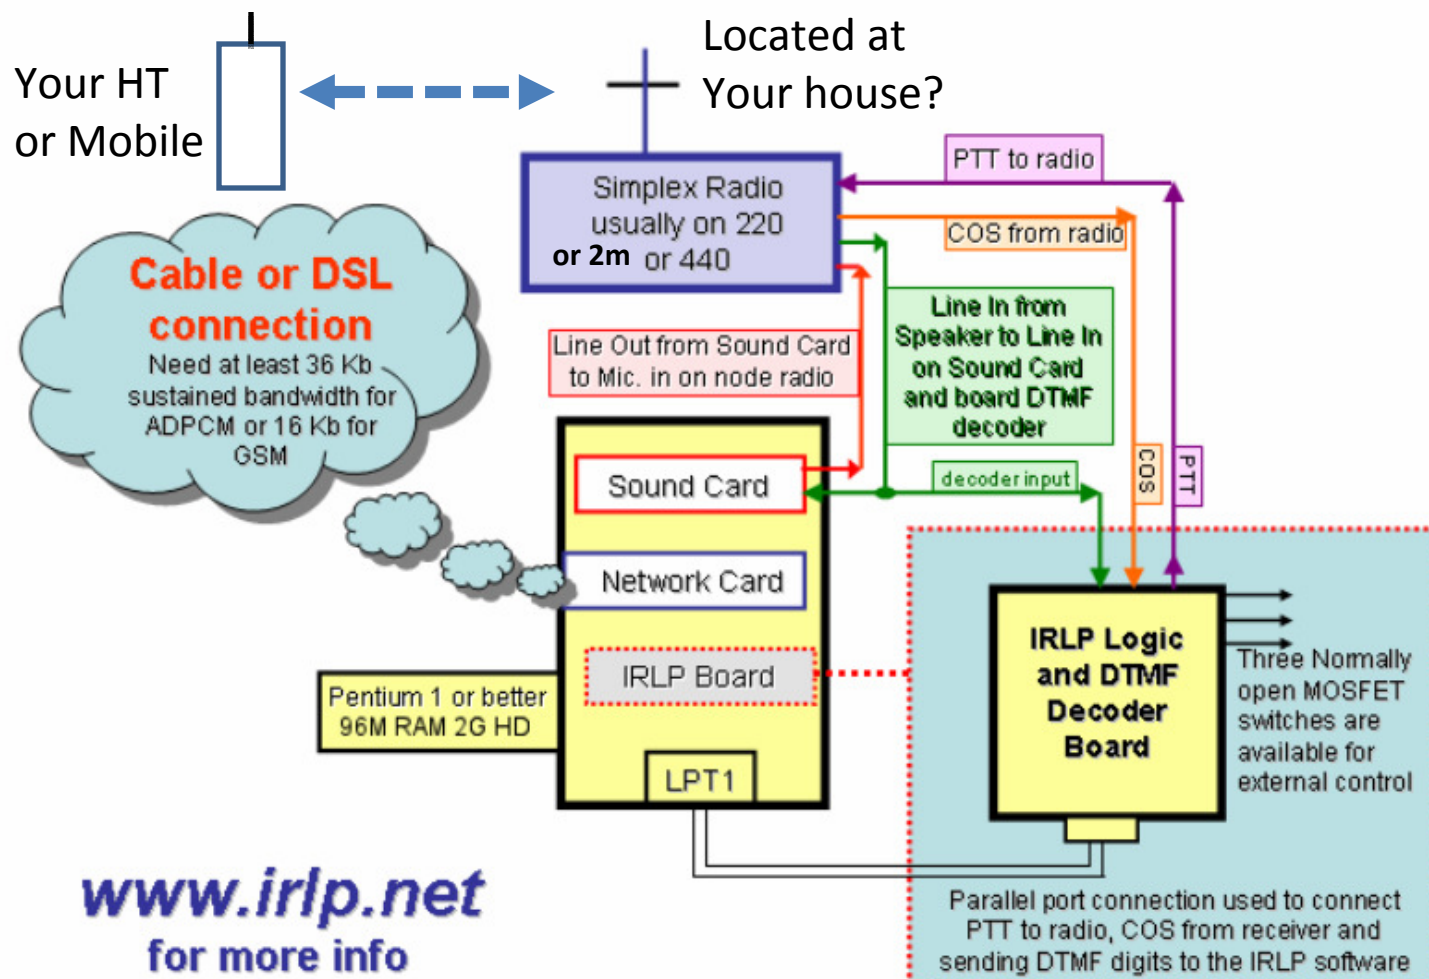 Your HT
or Mobile
Located at
Your house?
Simplex Radio
usually on 220
or 2m or 440
PTT to radio
COS from radio
Cable or DSL
connection
Need at least 36 Kb
sustained bandwidth for
ADPCM or 16 Kb for
GSM
Line Out from Sound Card
to Mic. in on node radio
Line In from
Speaker to Line In
on Sound Card
and board DTMF
decoder
decoder input
COS
PTT
Sound Card
Network Card
IRLP Board
LPT1
Pentium 1 or better
96M RAM 2G HD
IRLP Logic
and DTMF
Decoder
Board
Three Normally
open MOSFET
switches are
available for
external control
Parallel port connection used to connect
PTT to radio, COS from receiver and
sending DTMF digits to the IRLP software
www.irlp.net
for more info